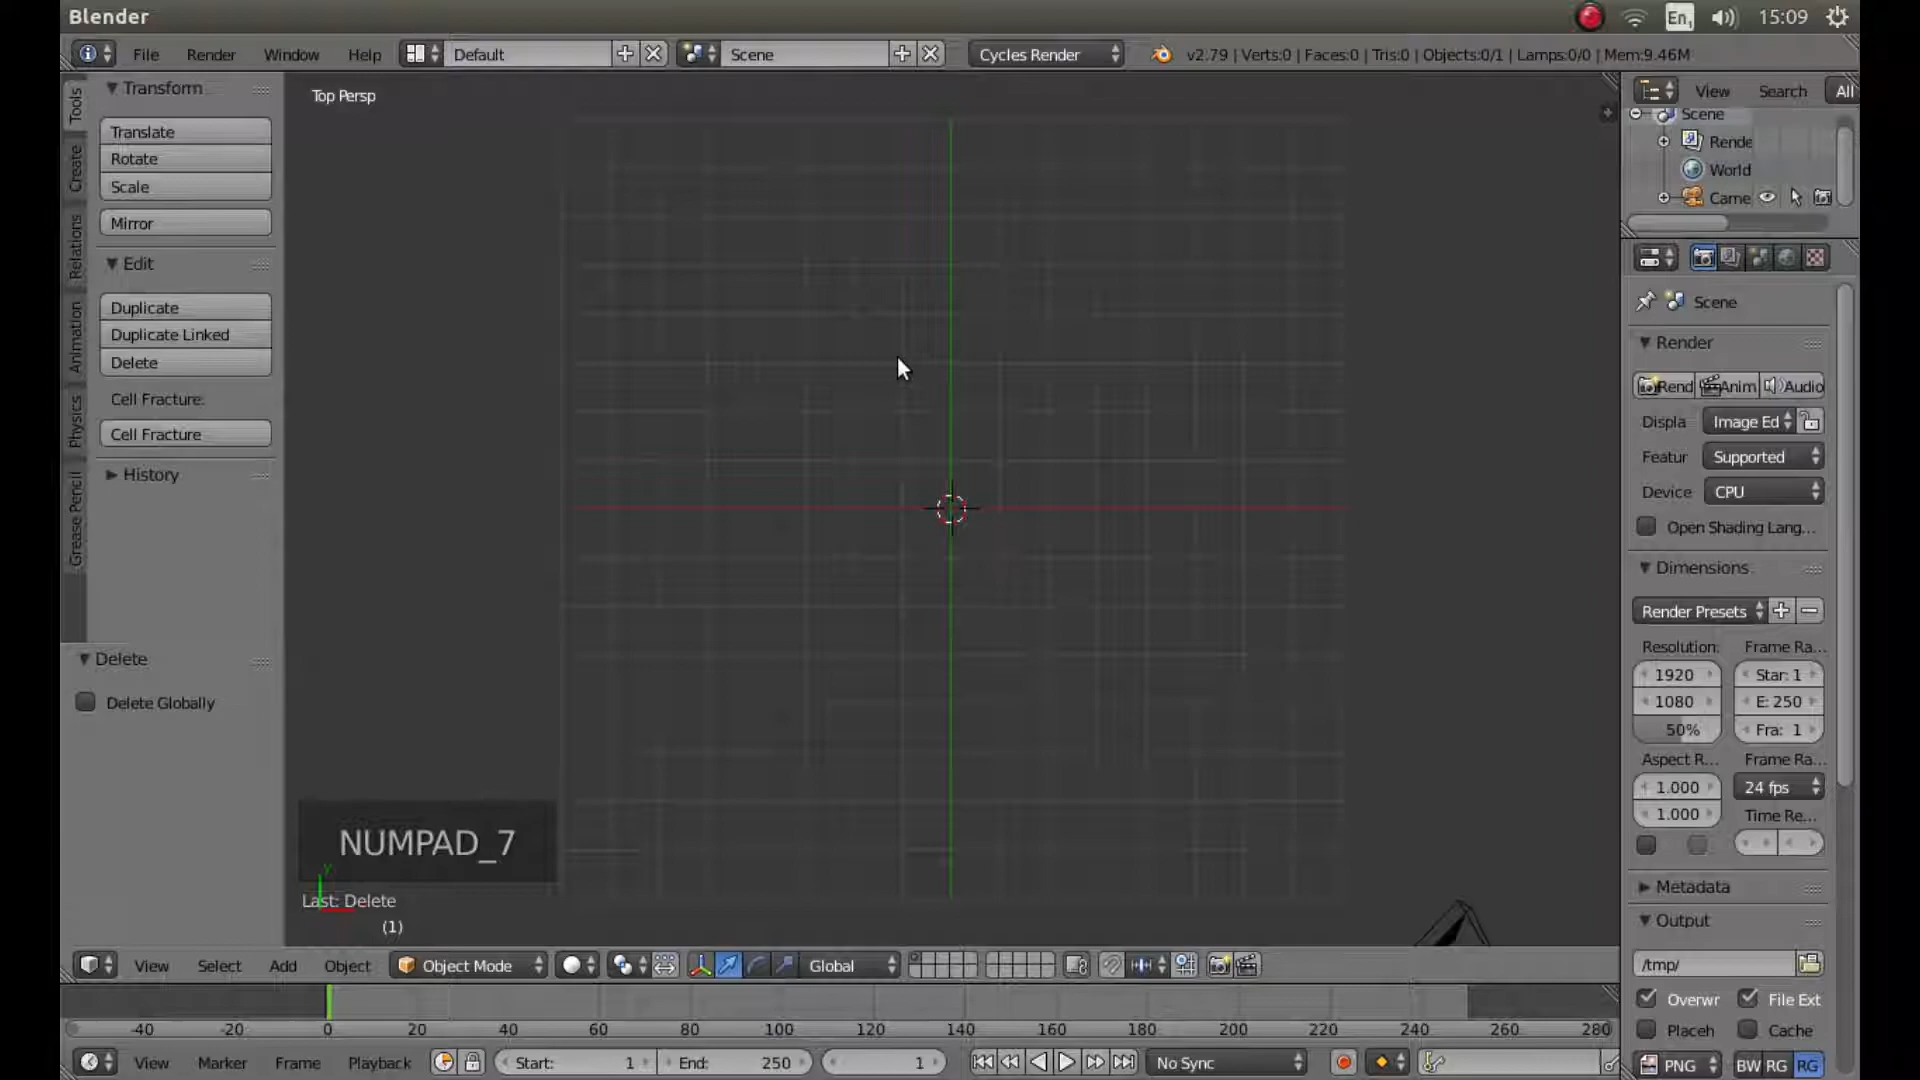 Blender
En1 15:09
File Render Window Help Default Scene Cycles Render v2.79 | Verts:0 | Faces:0 | Tris:0 | Objects:0/1 | Lamps:0/0 | Mem:9.46M
Tools
Create
Relations
Animation
Physics
Grease Pencil
Transform
Translate
Rotate
Scale
Mirror
Edit
Duplicate
Duplicate Linked
Delete
Cell Fracture:
Cell Fracture
History
Delete
Delete Globally
Top Persp
NUMPAD_7
y
Last: Delete
(1)
View Search All
Scene
Rende
World
Came
Scene
Render
Rend Anim Audio
Displa Image Ed
Featur Supported
Device CPU
Open Shading Lang...
Dimensions
Render Presets
Resolution: Frame Ra...
1920 Star: 1
1080 E: 250
50% Fra: 1
Aspect R... Frame Ra...
1.000 24 fps
1.000 Time Re...
Metadata
Output
/tmp/
Overwr File Ext
Placeh Cache
PNG BW RG RG
View Select Add Object Object Mode Global
-40 -20 0 20 40 60 80 100 120 140 160 180 200 220 240 260 280
View Marker Frame Playback Start: 1 End: 250 1 No Sync